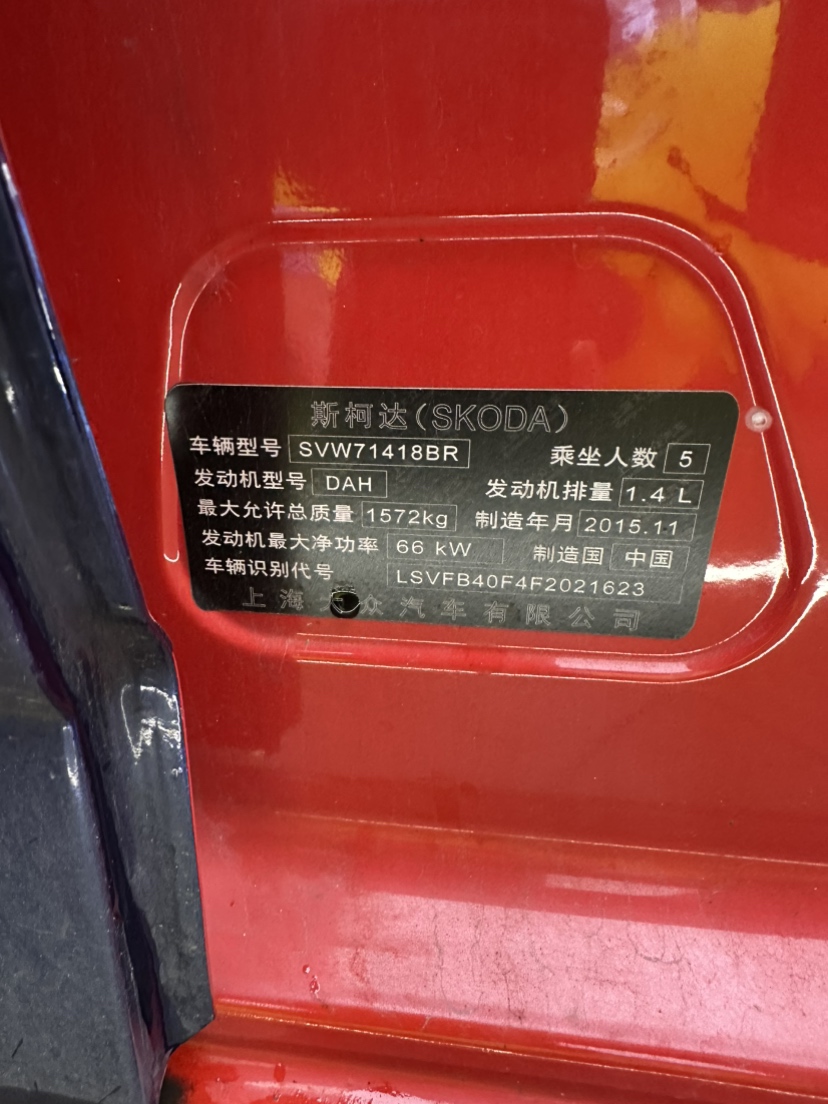 斯柯达(SKODA)
车辆型号 SVW71418BR 乘坐人数 5
发动机型号 DAH 发动机排量 1.4 L
最大允许总质量 1572kg 制造年月 2015.11
发动机最大净功率 66 kW 制造国 中国
车辆识别代号 LSVFB40F4F2021623
上海大众汽车有限公司